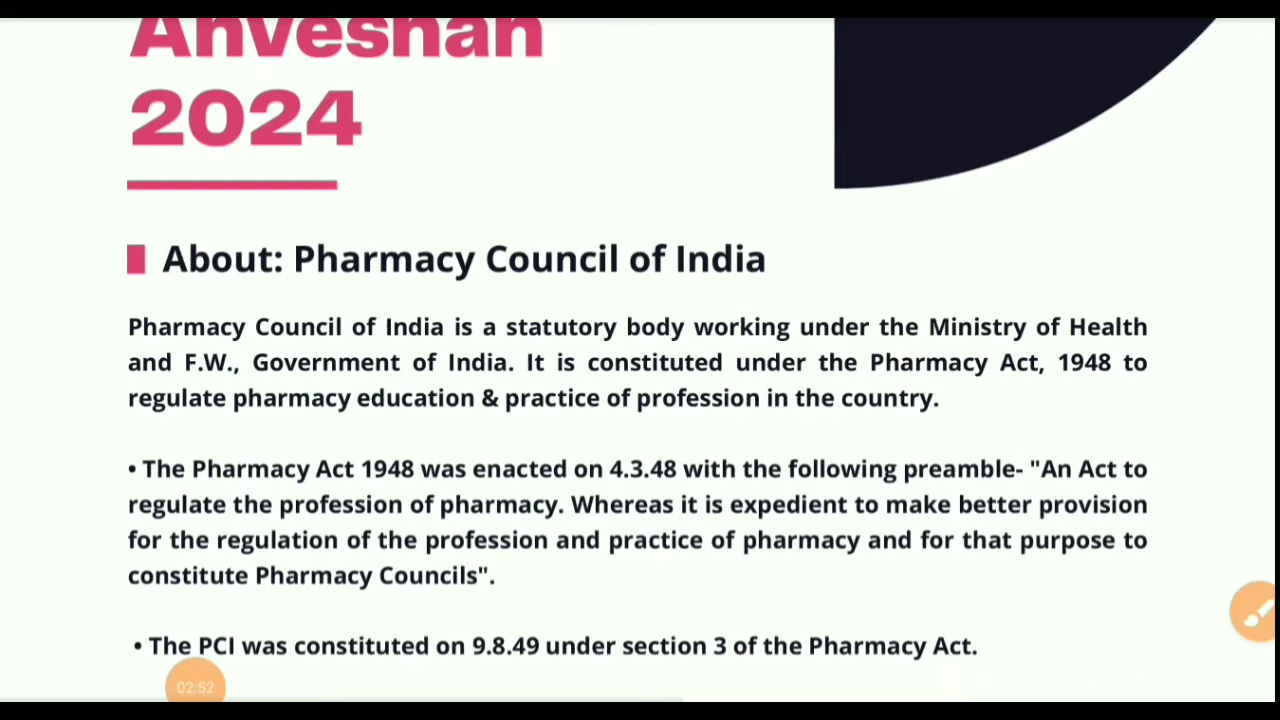 Anveshan
2024
About: Pharmacy Council of India
Pharmacy Council of India is a statutory body working under the Ministry of Health
and F.W., Government of India. It is constituted under the Pharmacy Act, 1948 to
regulate pharmacy education & practice of profession in the country.
• The Pharmacy Act 1948 was enacted on 4.3.48 with the following preamble- "An Act to
regulate the profession of pharmacy. Whereas it is expedient to make better provision
for the regulation of the profession and practice of pharmacy and for that purpose to
constitute Pharmacy Councils".
• The PCI was constituted on 9.8.49 under section 3 of the Pharmacy Act.
02:52